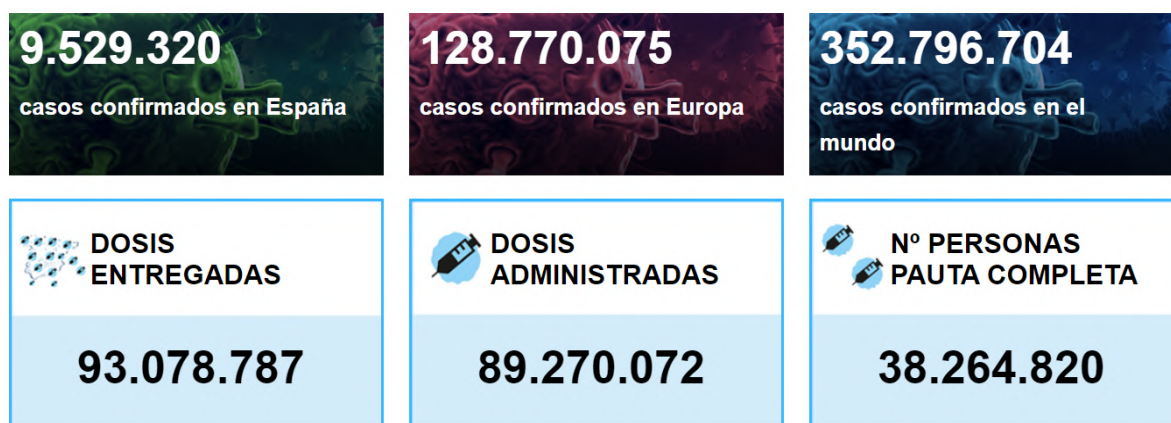 9.529.320
casos confirmados en España
128.770.075
casos confirmados en Europa
352.796.704
casos confirmados en el
mundo
DOSIS
ENTREGADAS
93.078.787
DOSIS
ADMINISTRADAS
89.270.072
Nº PERSONAS
PAUTA COMPLETA
38.264.820